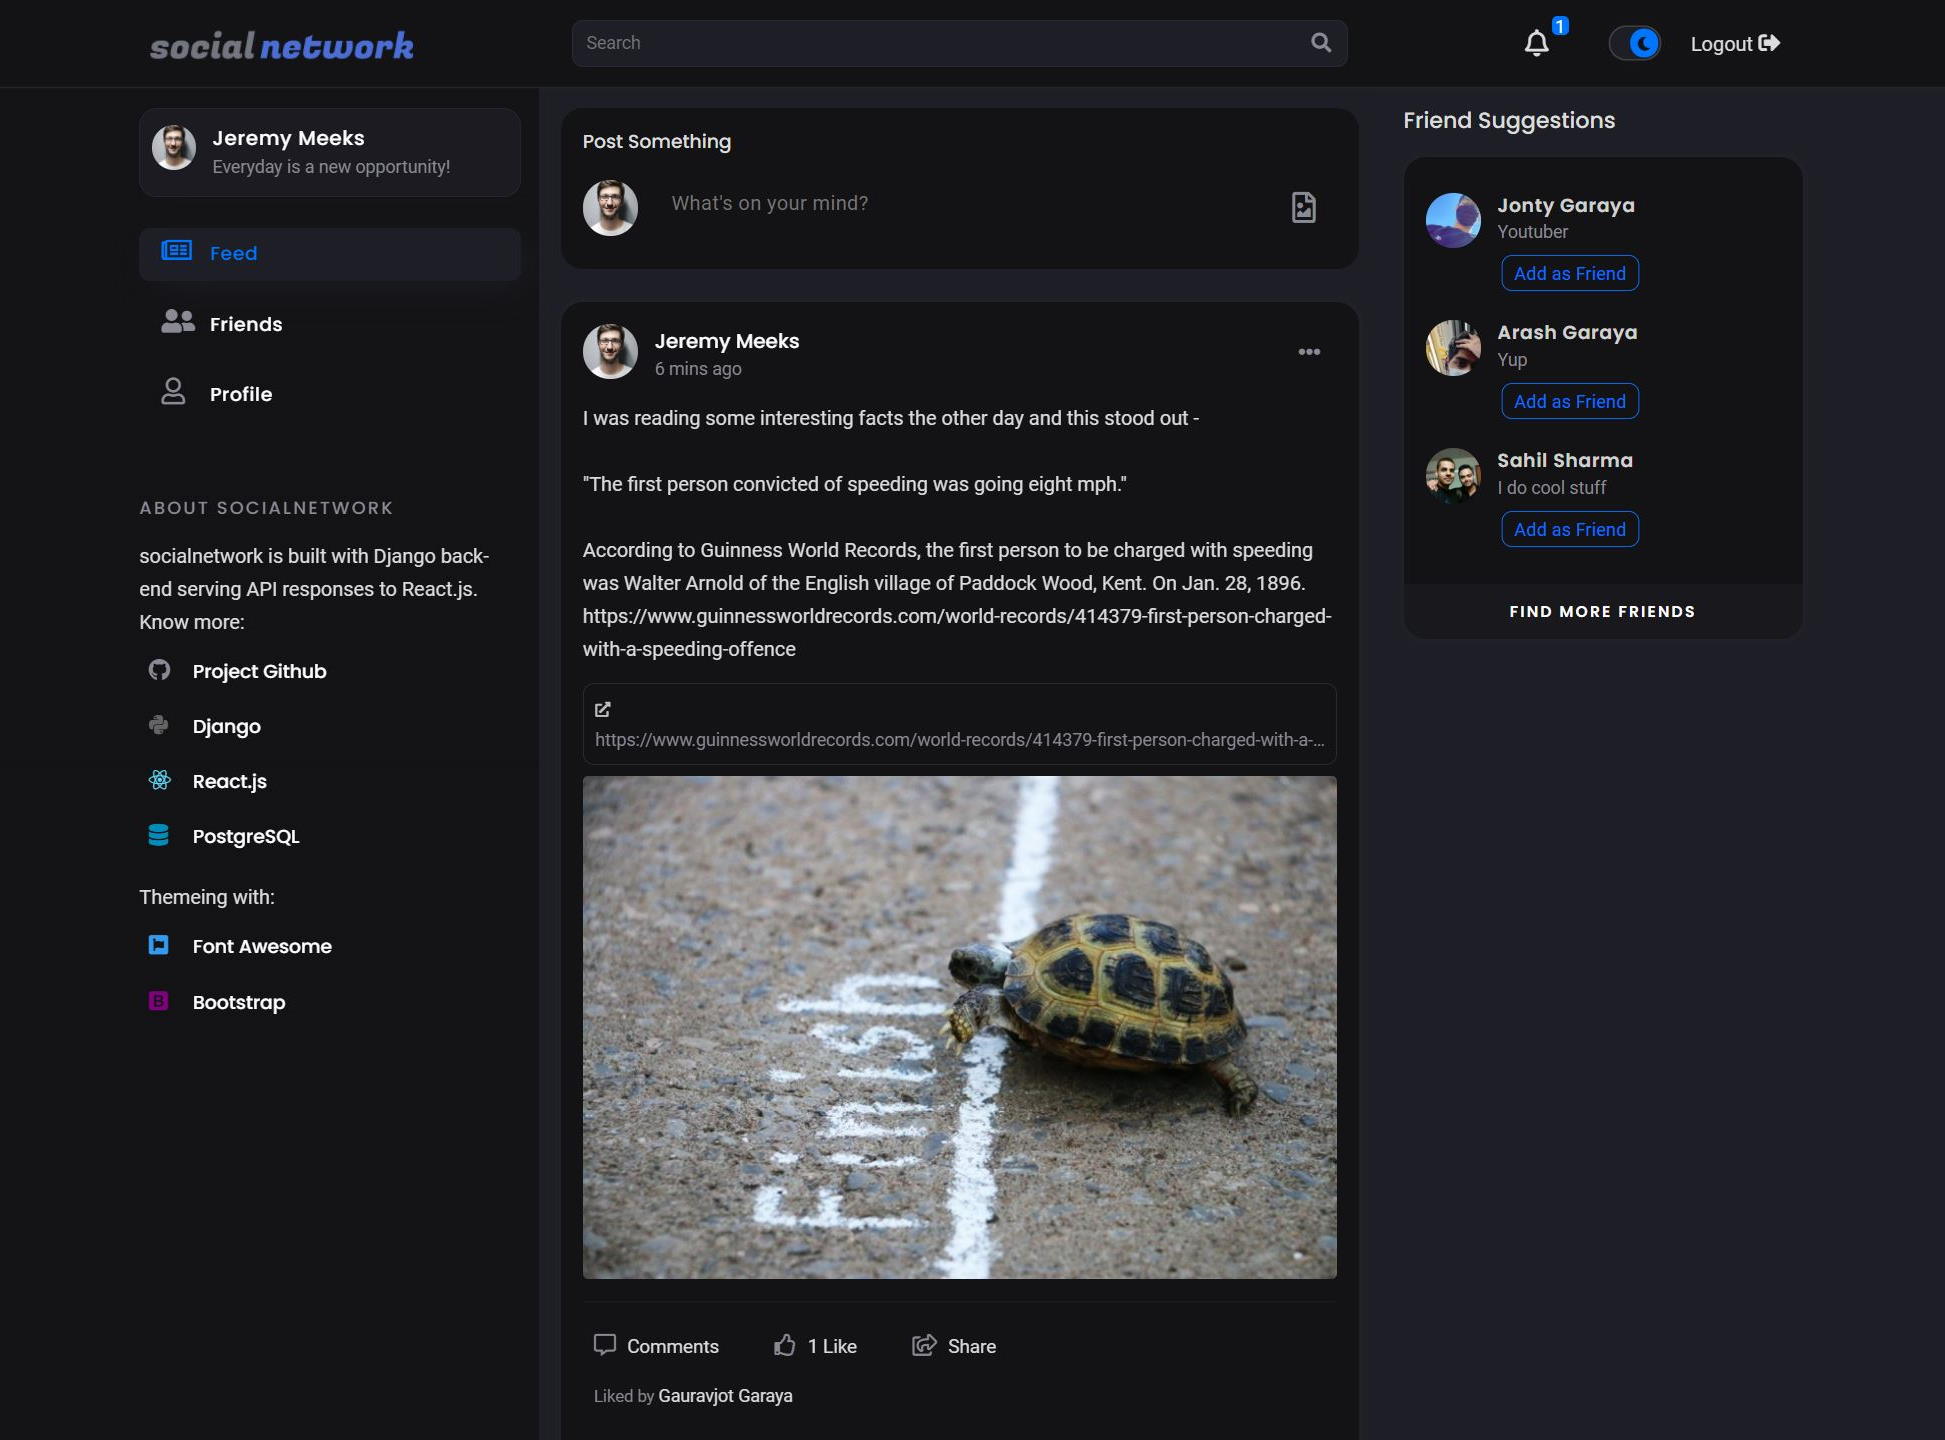 social network
Search
1
Logout
Jeremy Meeks
Everyday is a new opportunity!
Feed
Friends
Profile
ABOUT SOCIALNETWORK
socialnetwork is built with Django back-
end serving API responses to React.js.
Know more:
Project Github
Django
React.js
PostgreSQL
Themeing with:
Font Awesome
B
Bootstrap
Post Something
What's on your mind?
Jeremy Meeks
6 mins ago
I was reading some interesting facts the other day and this stood out -
"The first person convicted of speeding was going eight mph."
According to Guinness World Records, the first person to be charged with speeding
was Walter Arnold of the English village of Paddock Wood, Kent. On Jan. 28, 1896.
https://www.guinnessworldrecords.com/world-records/414379-first-person-charged-
with-a-speeding-offence
https://www.guinnessworldrecords.com/world-records/414379-first-person-charged-with-a-...
Finish
Comments
1 Like
Share
Liked by Gauravjot Garaya
Friend Suggestions
Jonty Garaya
Youtuber
Add as Friend
Arash Garaya
Yup
Add as Friend
Sahil Sharma
I do cool stuff
Add as Friend
FIND MORE FRIENDS